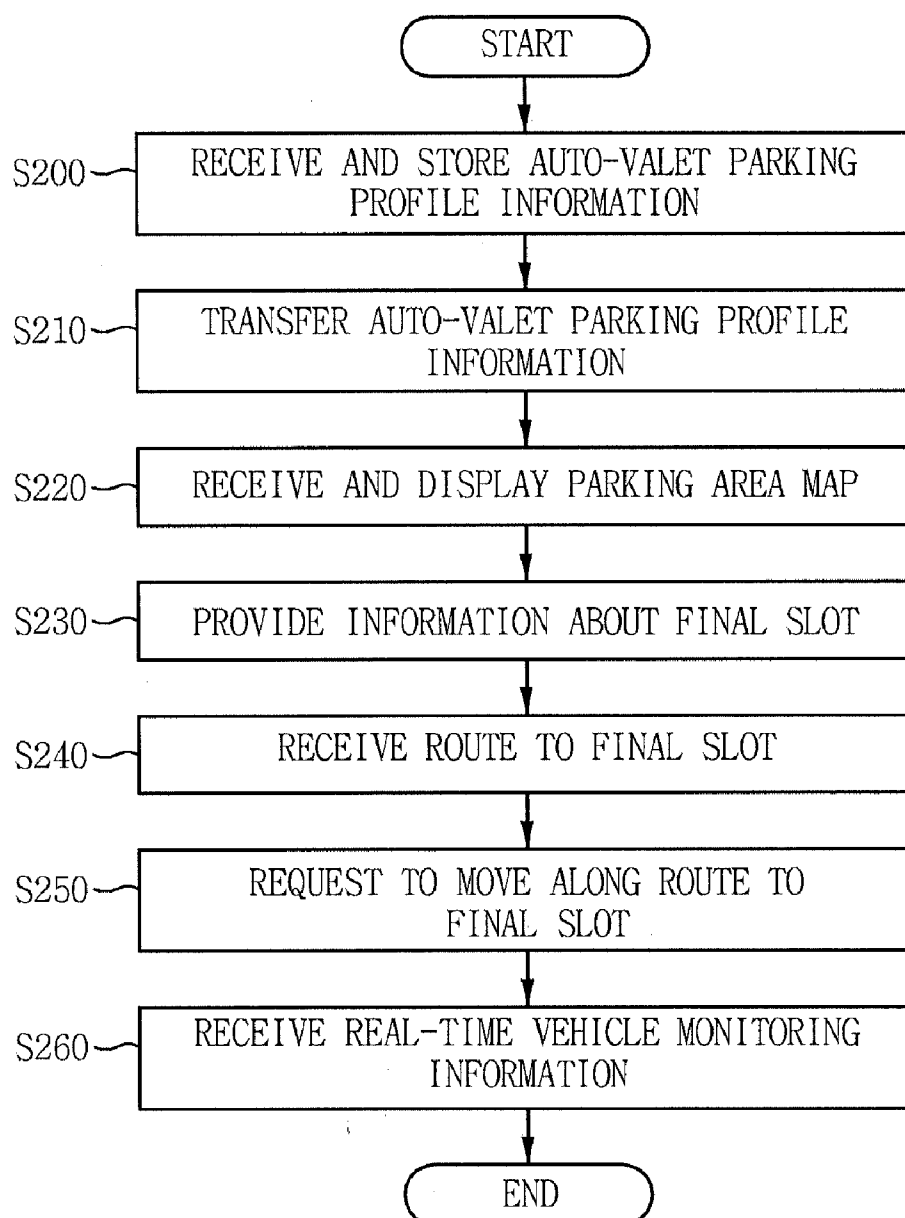 START
S200
RECEIVE AND STORE AUTO-VALET PARKING
PROFILE INFORMATION
S210
TRANSFER AUTO-VALET PARKING PROFILE
INFORMATION
S220
RECEIVE AND DISPLAY PARKING AREA MAP
S230
PROVIDE INFORMATION ABOUT FINAL SLOT
S240
RECEIVE ROUTE TO FINAL SLOT
S250
REQUEST TO MOVE ALONG ROUTE TO
FINAL SLOT
S260
RECEIVE REAL-TIME VEHICLE MONITORING
INFORMATION
END